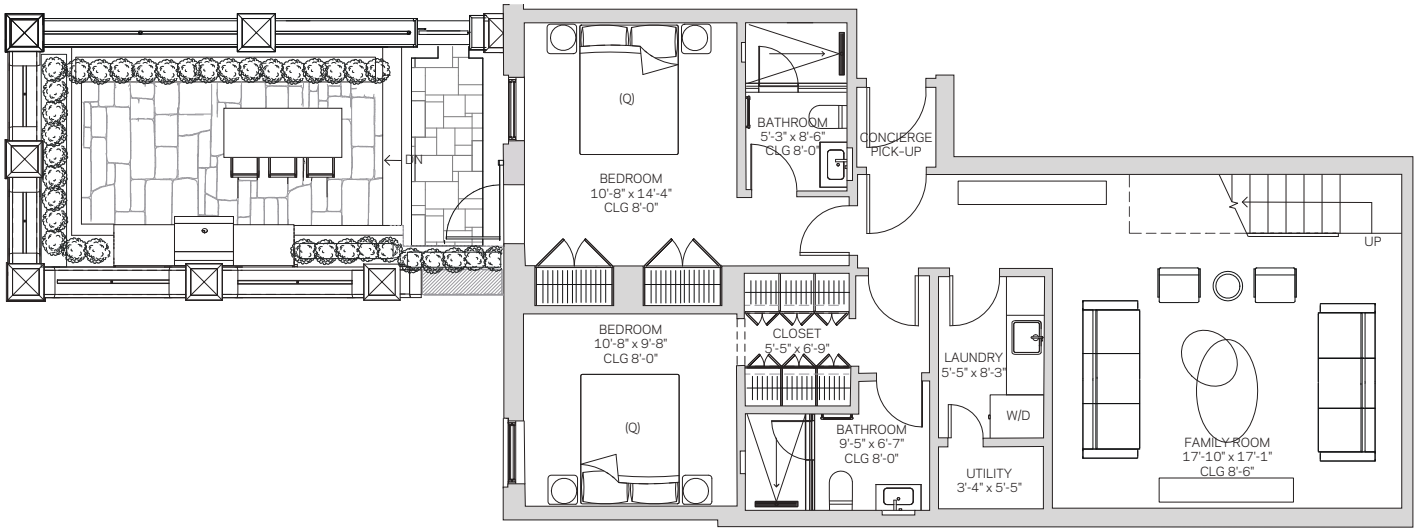 DN
(Q)
BEDROOM
10'-8" x 14'-4"
CLG 8'-0"
BATHROOM
5'-3" x 8'-6"
CLG 8'-0"
CONCIERGE
PICK-UP
UP
BEDROOM
10'-8" x 9'-8"
CLG 8'-0"
(Q)
CLOSET
5'-5" x 6'-9"
LAUNDRY
5'-5" x 8'-3"
W/D
BATHROOM
9'-5" x 6'-7"
CLG 8'-0"
UTILITY
3'-4" x 5'-5"
FAMILY ROOM
17'-10" x 17'-1"
CLG 8'-6"